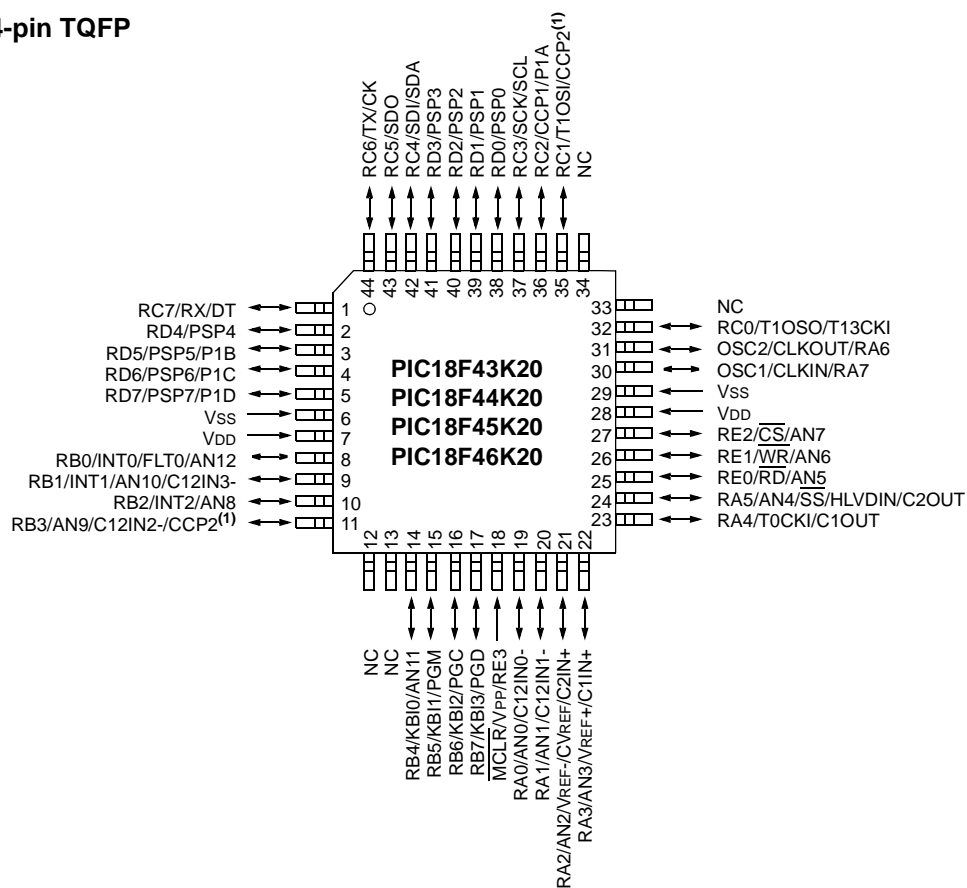 4-pin TQFP
RC6/TX/CK
RC5/SDO
RC4/SDI/SDA
RD3/PSP3
RD2/PSP2
RD1/PSP1
RD0/PSP0
RC3/SCK/SCL
RC2/CCP1/P1A
RC1/T1OSI/CCP2(1)
NC
44
43
42
41
40
39
38
37
36
35
34
RC7/RX/DT 1
RD4/PSP4 2
RD5/PSP5/P1B 3
RD6/PSP6/P1C 4
RD7/PSP7/P1D 5
VSS 6
VDD 7
RB0/INT0/FLT0/AN12 8
RB1/INT1/AN10/C12IN3- 9
RB2/INT2/AN8 10
RB3/AN9/C12IN2-/CCP2(1) 11
PIC18F43K20
PIC18F44K20
PIC18F45K20
PIC18F46K20
33 NC
32 RC0/T1OSO/T13CKI
31 OSC2/CLKOUT/RA6
30 OSC1/CLKIN/RA7
29 VSS
28 VDD
27 RE2/CS/AN7
26 RE1/WR/AN6
25 RE0/RD/AN5
24 RA5/AN4/SS/HLVDIN/C2OUT
23 RA4/T0CKI/C1OUT
12
13
14
15
16
17
18
19
20
21
22
NC
NC
RB4/KBI0/AN11
RB5/KBI1/PGM
RB6/KBI2/PGC
RB7/KBI3/PGD
MCLR/VPP/RE3
RA0/AN0/C12IN0-
RA1/AN1/C12IN1-
RA2/AN2/VREF-/CVREF/C2IN+
RA3/AN3/VREF+/C1IN+